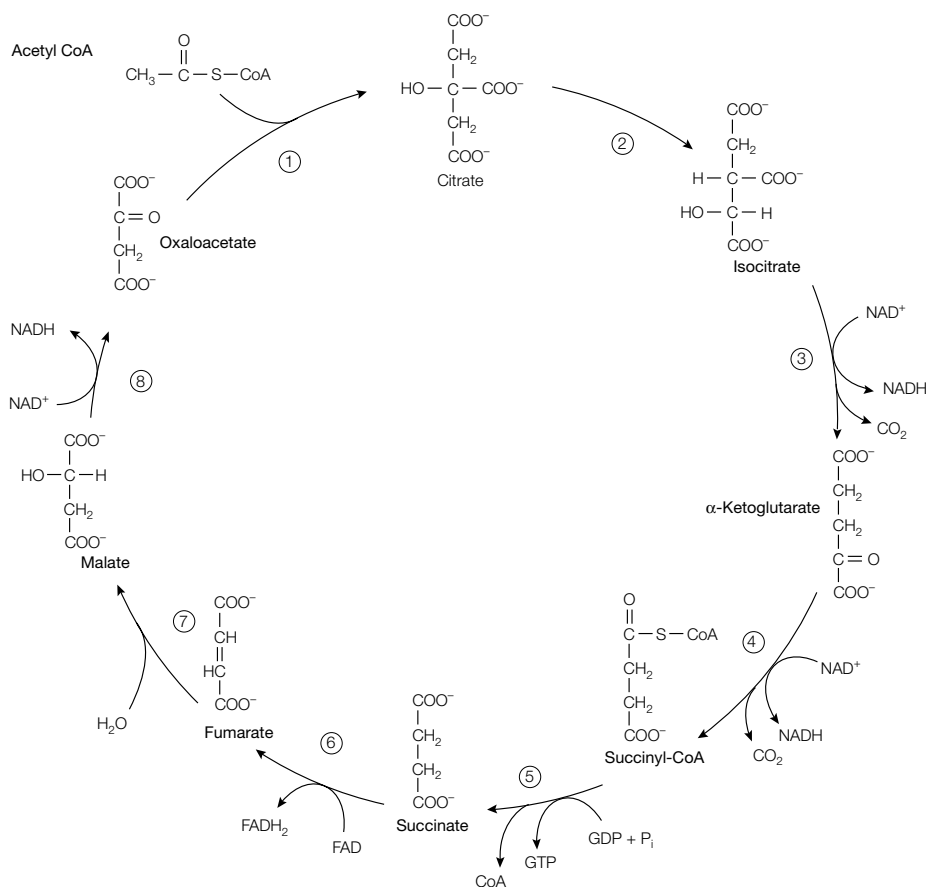 Acetyl CoA
O
CH₃ — C — S — CoA
①
COO⁻
CH₂
HO — C — COO⁻
CH₂
COO⁻
Citrate
②
COO⁻
CH₂
H — C — COO⁻
HO — C — H
COO⁻
Isocitrate
NAD⁺
③
NADH
CO₂
COO⁻
CH₂
α-Ketoglutarate
CH₂
C = O
COO⁻
④
NAD⁺
NADH
CO₂
O
C — S — CoA
CH₂
CH₂
COO⁻
Succinyl-CoA
⑤
GDP + Pᵢ
GTP
CoA
COO⁻
CH₂
CH₂
COO⁻
Succinate
⑥
FAD
FADH₂
COO⁻
CH
HC
COO⁻
Fumarate
⑦
H₂O
COO⁻
HO — C — H
CH₂
COO⁻
Malate
⑧
NAD⁺
NADH
COO⁻
C = O
CH₂
COO⁻
Oxaloacetate